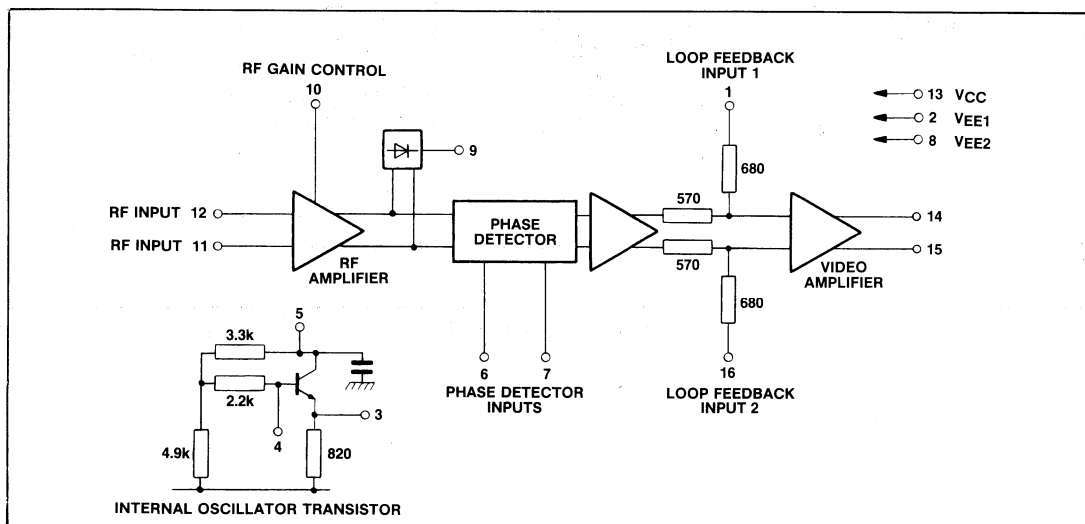 RF GAIN CONTROL
10
LOOP FEEDBACK
INPUT 1
1
13 VCC
2 VEE1
8 VEE2
9
680
RF INPUT 12
RF INPUT 11
RF
AMPLIFIER
PHASE
DETECTOR
570
570
14
15
VIDEO
AMPLIFIER
680
6
7
PHASE DETECTOR
INPUTS
16
LOOP FEEDBACK
INPUT 2
5
3.3k
2.2k
4
3
4.9k
820
INTERNAL OSCILLATOR TRANSISTOR